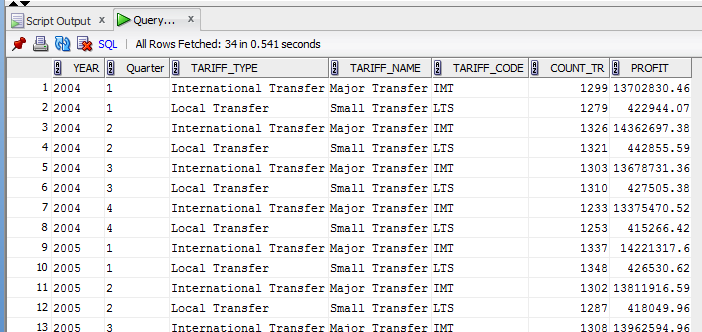 Script Output x Query... x
SQL | All Rows Fetched: 34 in 0.541 seconds
YEAR Quarter TARIFF_TYPE TARIFF_NAME TARIFF_CODE COUNT_TR PROFIT
1 2004 1 International Transfer Major Transfer IMT 1299 13702830.46
2 2004 1 Local Transfer Small Transfer LTS 1279 422944.07
3 2004 2 International Transfer Major Transfer IMT 1326 14362697.38
4 2004 2 Local Transfer Small Transfer LTS 1321 442855.59
5 2004 3 International Transfer Major Transfer IMT 1303 13678731.36
6 2004 3 Local Transfer Small Transfer LTS 1310 427505.38
7 2004 4 International Transfer Major Transfer IMT 1233 13375470.52
8 2004 4 Local Transfer Small Transfer LTS 1253 415266.42
9 2005 1 International Transfer Major Transfer IMT 1337 14221317.6
10 2005 1 Local Transfer Small Transfer LTS 1348 426530.62
11 2005 2 International Transfer Major Transfer IMT 1302 13811916.59
12 2005 2 Local Transfer Small Transfer LTS 1287 418049.96
13 2005 3 International Transfer Major Transfer IMT 1308 13962594.96